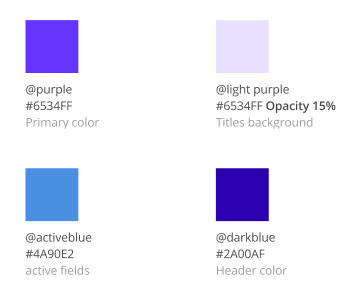 @purple
#6534FF
Primary color
@light purple
#6534FF Opacity 15%
Titles background
@activeblue
#4A90E2
active fields
@darkblue
#2A00AF
Header color